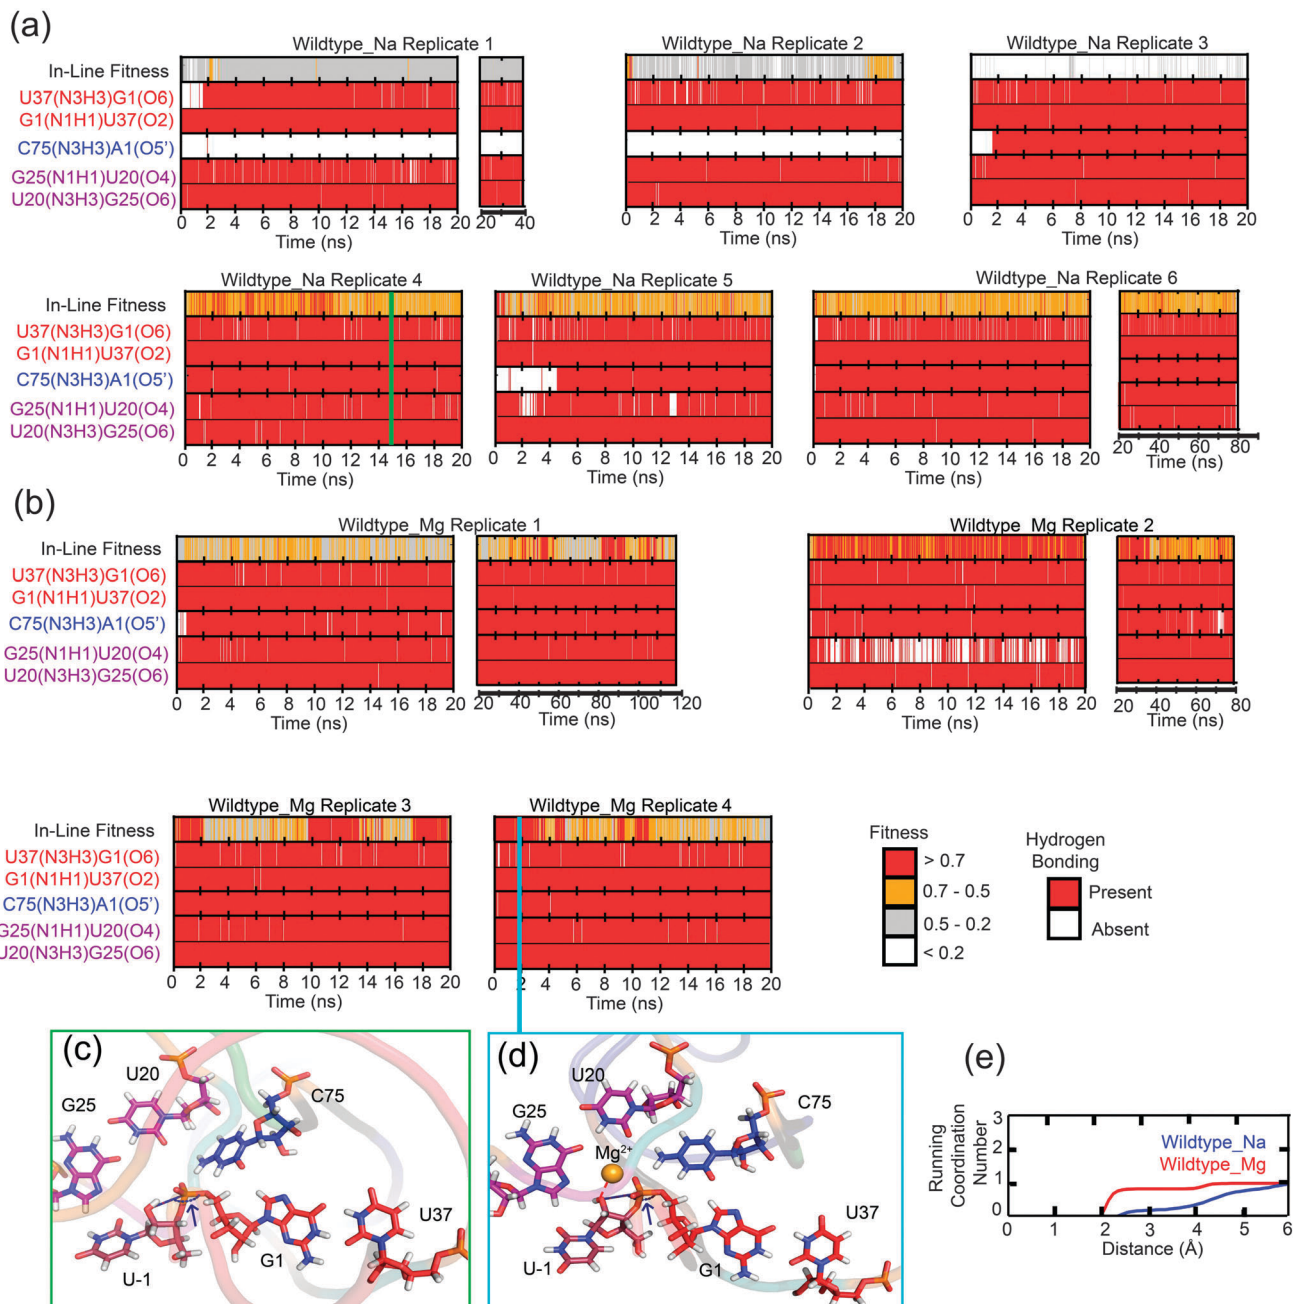 (a)
Wildtype_Na Replicate 1
Wildtype_Na Replicate 2
Wildtype_Na Replicate 3
In-Line Fitness
U37(N3H3)G1(O6)
G1(N1H1)U37(O2)
C75(N3H3)A1(O5')
G25(N1H1)U20(O4)
U20(N3H3)G25(O6)
0 2 4 6 8 10 12 14 16 18 20
20 40
0 2 4 6 8 10 12 14 16 18 20
0 2 4 6 8 10 12 14 16 18 20
Time (ns)
Time (ns)
Time (ns)
Wildtype_Na Replicate 4
Wildtype_Na Replicate 5
Wildtype_Na Replicate 6
In-Line Fitness
U37(N3H3)G1(O6)
G1(N1H1)U37(O2)
C75(N3H3)A1(O5')
G25(N1H1)U20(O4)
U20(N3H3)G25(O6)
0 2 4 6 8 10 12 14 16 18 20
0 2 4 6 8 10 12 14 16 18 20
0 2 4 6 8 10 12 14 16 18 20
20 40 60 80
Time (ns)
Time (ns)
Time (ns)
Time (ns)
(b)
Wildtype_Mg Replicate 1
Wildtype Mg Replicate 2
In-Line Fitness
U37(N3H3)G1(O6)
G1(N1H1)U37(O2)
C75(N3H3)A1(O5')
G25(N1H1)U20(O4)
U20(N3H3)G25(O6)
0 2 4 6 8 10 12 14 16 18 20
20 40 60 80 100 120
0 2 4 6 8 10 12 14 16 18 20
20 40 60 80
Time (ns)
Time (ns)
Time (ns)
Time (ns)
Wildtype_Mg Replicate 3
Wildtype_Mg Replicate 4
In-Line Fitness
U37(N3H3)G1(O6)
G1(N1H1)U37(O2)
C75(N3H3)A1(O5')
G25(N1H1)U20(O4)
U20(N3H3)G25(O6)
0 2 4 6 8 10 12 14 16 18 20
0 2 4 6 8 10 12 14 16 18 20
Time (ns)
Time (ns)
Fitness
> 0.7
0.7 - 0.5
0.5 - 0.2
< 0.2
Hydrogen
Bonding
Present
Absent
(c)
U20
G25
C75
U37
G1
U-1
(d)
U20
G25
C75
Mg²⁺
U37
G1
U-1
(e)
Running
Coordination
Number
3
2
1
0
Wildtype_Na
Wildtype_Mg
0 1 2 3 4 5 6
Distance (Å)